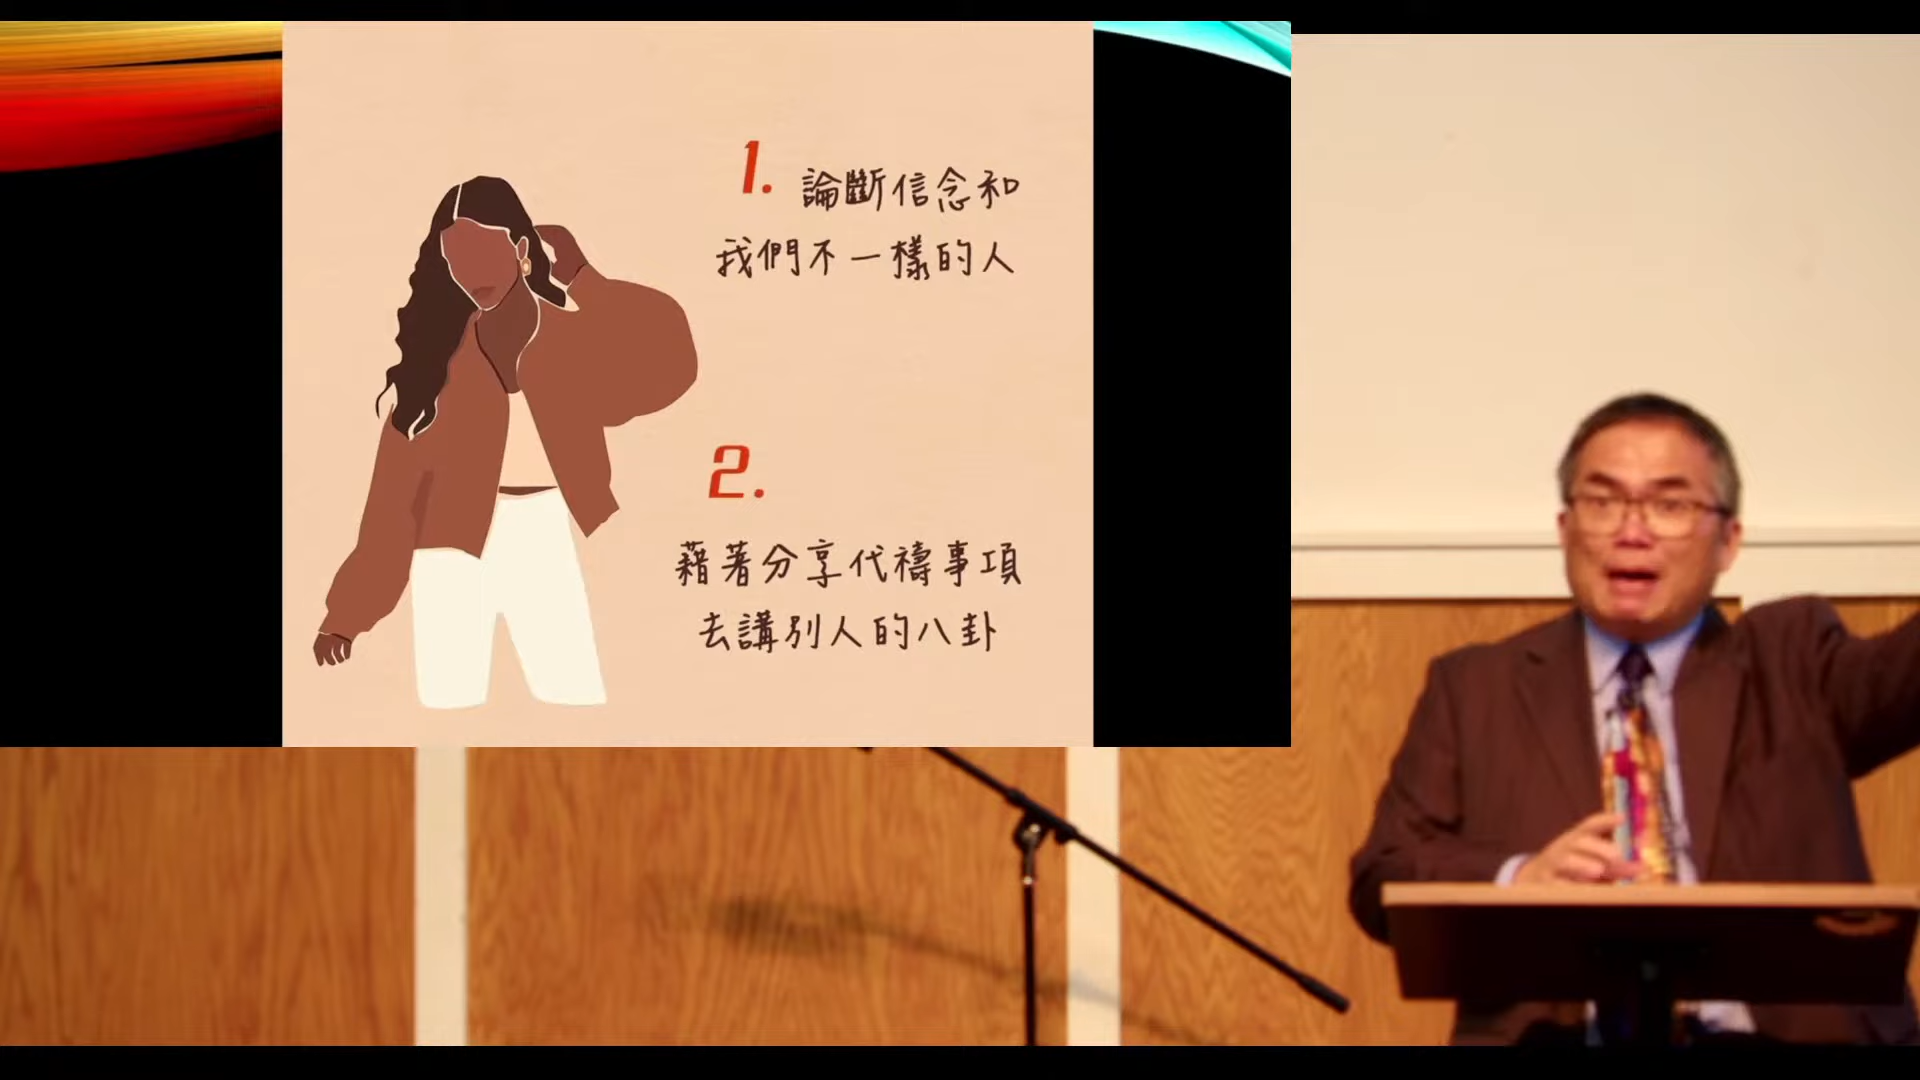 1. 論斷信念和
我們不一樣的人
2.
藉著分享代禱事項
去講別人的八卦